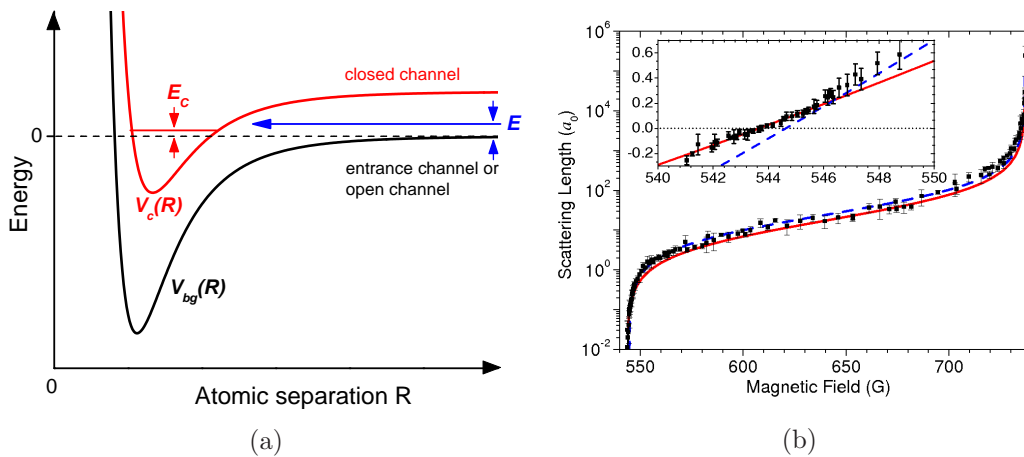 Energy
0
0
Atomic separation R
E_c
V_c(R)
V_bg(R)
closed channel
E
entrance channel or
open channel
(a)
Scattering Length (a_0)
10^6
10^4
10^2
10^0
10^-2
550
600
650
700
Magnetic Field (G)
0.6
0.4
0.2
0.0
-0.2
540
542
544
546
548
550
(b)